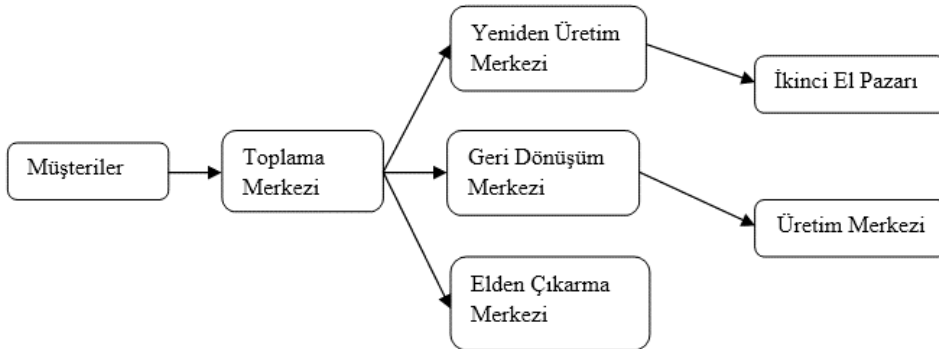 Müşteriler
Toplama
Merkezi
Yeniden Üretim
Merkezi
Geri Dönüşüm
Merkezi
Elden Çıkarma
Merkezi
İkinci El Pazarı
Üretim Merkezi